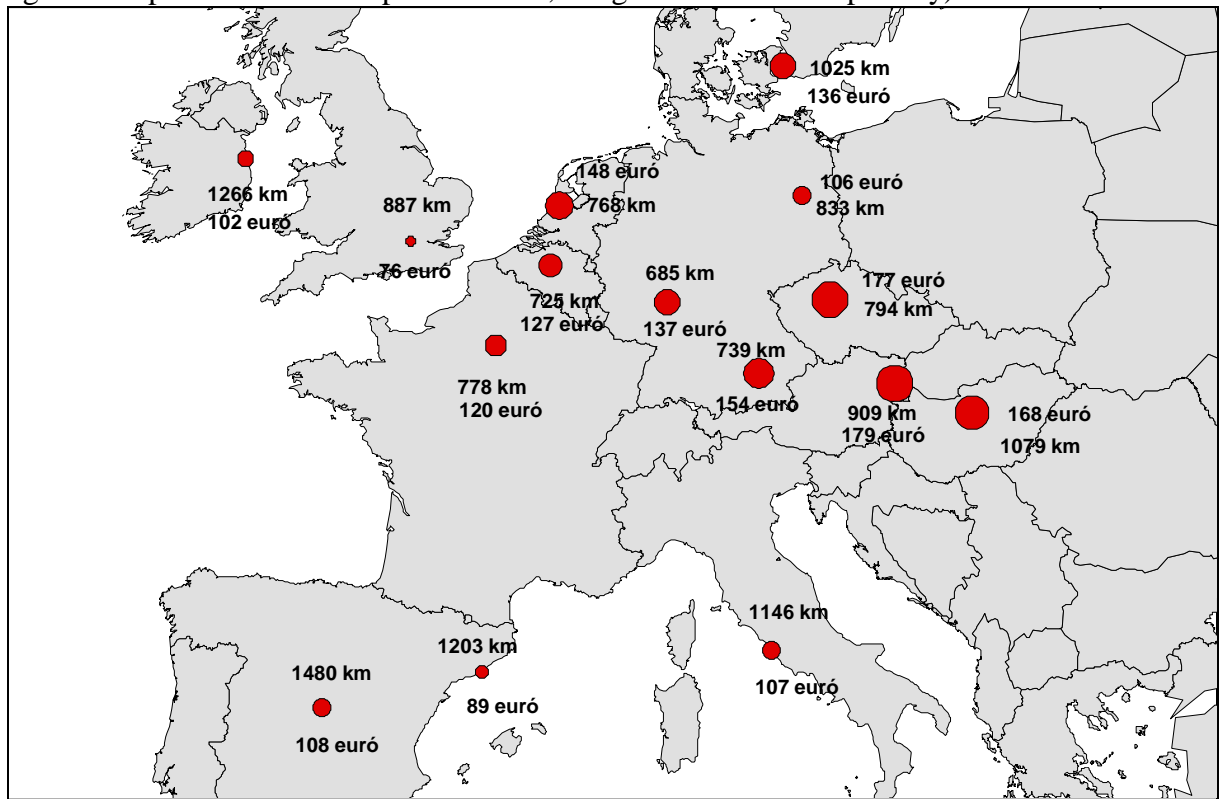 1025 km
136 euró
148 euró
768 km
106 euró
833 km
1266 km
102 euró
887 km
76 euró
725 km
127 euró
685 km
137 euró
177 euró
794 km
739 km
154 euró
778 km
120 euró
909 km
179 euró
168 euró
1079 km
1146 km
107 euró
1203 km
89 euró
1480 km
108 euró